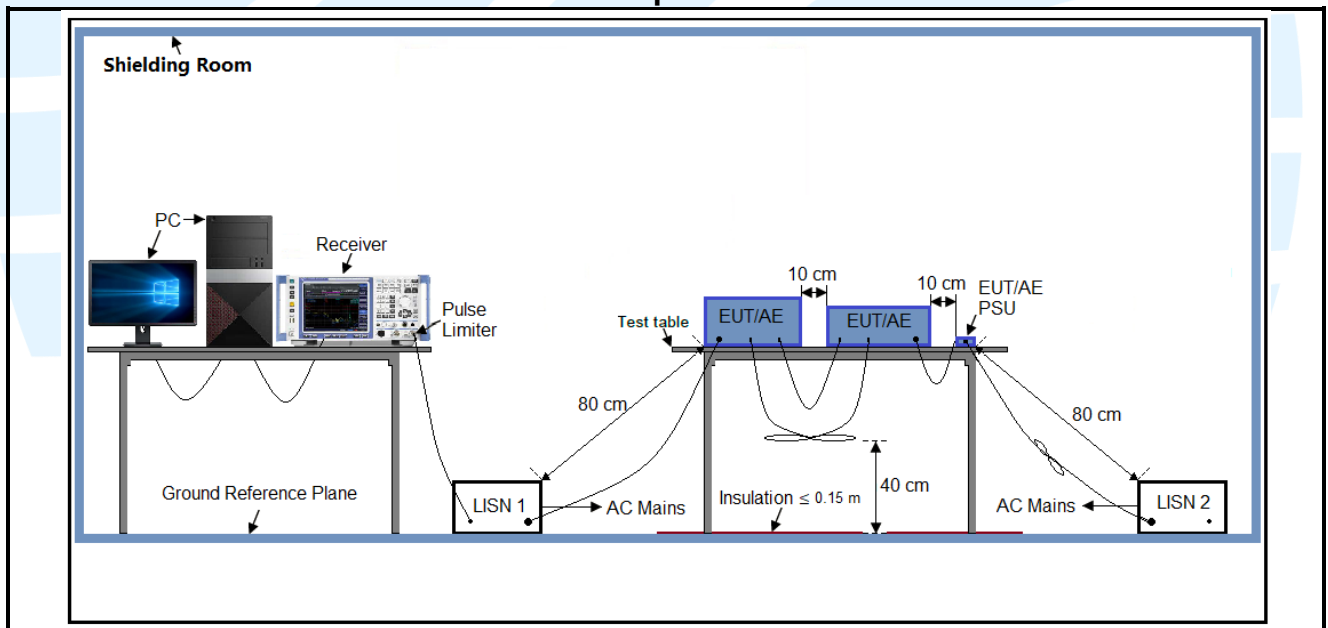 Shielding Room
PC
Receiver
Pulse
Limiter
10 cm
10 cm
EUT/AE
PSU
Test table
EUT/AE
EUT/AE
80 cm
80 cm
40 cm
Ground Reference Plane
LISN 1
AC Mains
Insulation ≤ 0.15 m
AC Mains
LISN 2